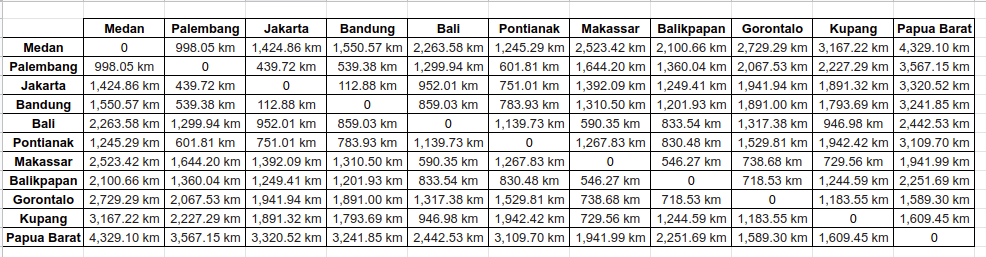 Medan Palembang Jakarta Bandung Bali Pontianak Makassar Balikpapan Gorontalo Kupang Papua Barat
Medan 0 998.05 km 1,424.86 km 1,550.57 km 2,263.58 km 1,245.29 km 2,523.42 km 2,100.66 km 2,729.29 km 3,167.22 km 4,329.10 km
Palembang 998.05 km 0 439.72 km 539.38 km 1,299.94 km 601.81 km 1,644.20 km 1,360.04 km 2,067.53 km 2,227.29 km 3,567.15 km
Jakarta 1,424.86 km 439.72 km 0 112.88 km 952.01 km 751.01 km 1,392.09 km 1,249.41 km 1,941.94 km 1,891.32 km 3,320.52 km
Bandung 1,550.57 km 539.38 km 112.88 km 0 859.03 km 783.93 km 1,310.50 km 1,201.93 km 1,891.00 km 1,793.69 km 3,241.85 km
Bali 2,263.58 km 1,299.94 km 952.01 km 859.03 km 0 1,139.73 km 590.35 km 833.54 km 1,317.38 km 946.98 km 2,442.53 km
Pontianak 1,245.29 km 601.81 km 751.01 km 783.93 km 1,139.73 km 0 1,267.83 km 830.48 km 1,529.81 km 1,942.42 km 3,109.70 km
Makassar 2,523.42 km 1,644.20 km 1,392.09 km 1,310.50 km 590.35 km 1,267.83 km 0 546.27 km 738.68 km 729.56 km 1,941.99 km
Balikpapan 2,100.66 km 1,360.04 km 1,249.41 km 1,201.93 km 833.54 km 830.48 km 546.27 km 0 718.53 km 1,244.59 km 2,251.69 km
Gorontalo 2,729.29 km 2,067.53 km 1,941.94 km 1,891.00 km 1,317.38 km 1,529.81 km 738.68 km 718.53 km 0 1,183.55 km 1,589.30 km
Kupang 3,167.22 km 2,227.29 km 1,891.32 km 1,793.69 km 946.98 km 1,942.42 km 729.56 km 1,244.59 km 1,183.55 km 0 1,609.45 km
Papua Barat 4,329.10 km 3,567.15 km 3,320.52 km 3,241.85 km 2,442.53 km 3,109.70 km 1,941.99 km 2,251.69 km 1,589.30 km 1,609.45 km 0